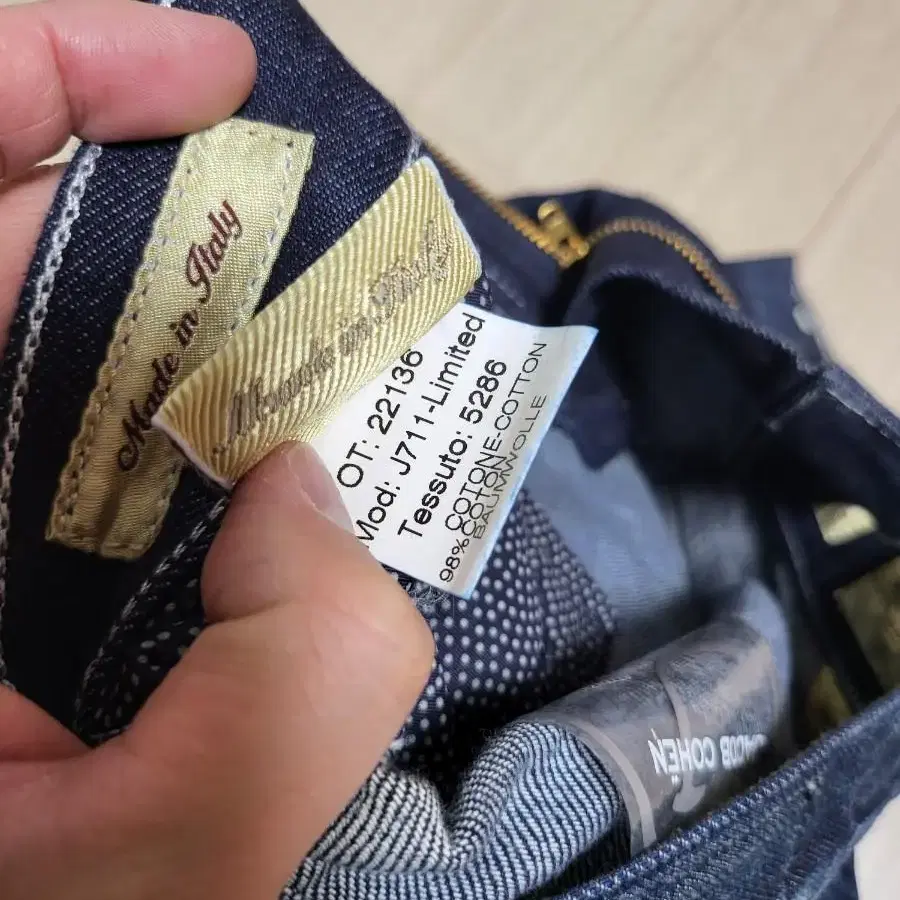 Made in Italy
Made in Italy
OT: 22136
Mod: J711-Limited
Tessuto: 5286
98% COTONE-COTTON
COTON-BAUMWOLLE
JACOB COHËN